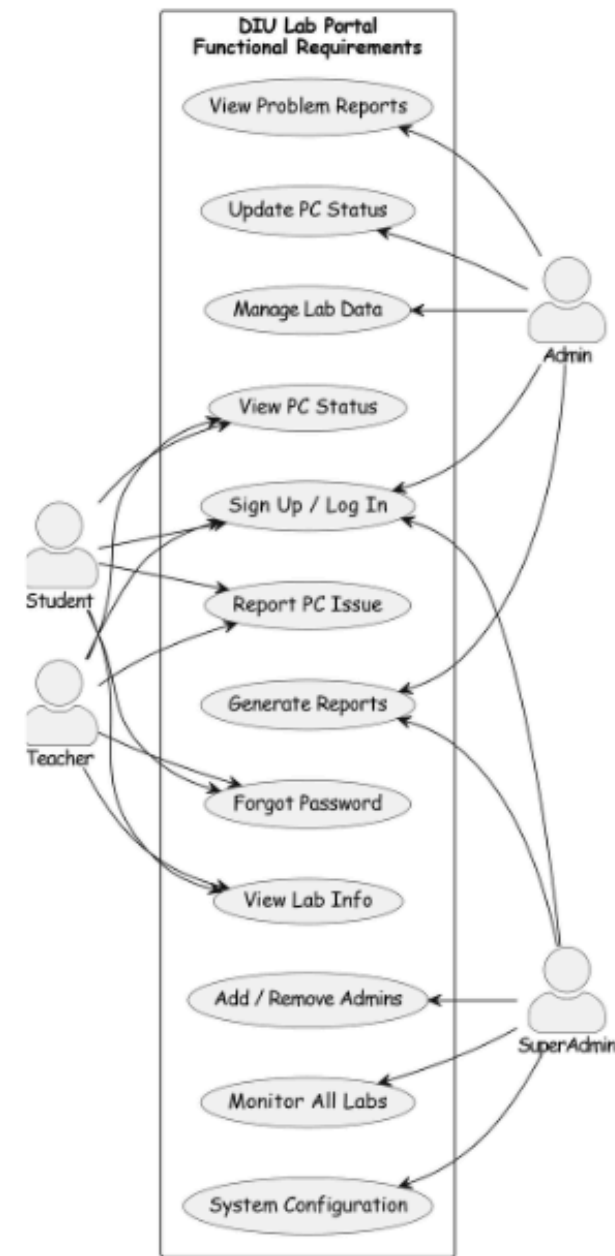 DIU Lab Portal
Functional Requirements
View Problem Reports
Update PC Status
Manage Lab Data
Admin
View PC Status
Sign Up / Log In
Student
Report PC Issue
Generate Reports
Teacher
Forgot Password
View Lab Info
Add / Remove Admins
SuperAdmin
Monitor All Labs
System Configuration